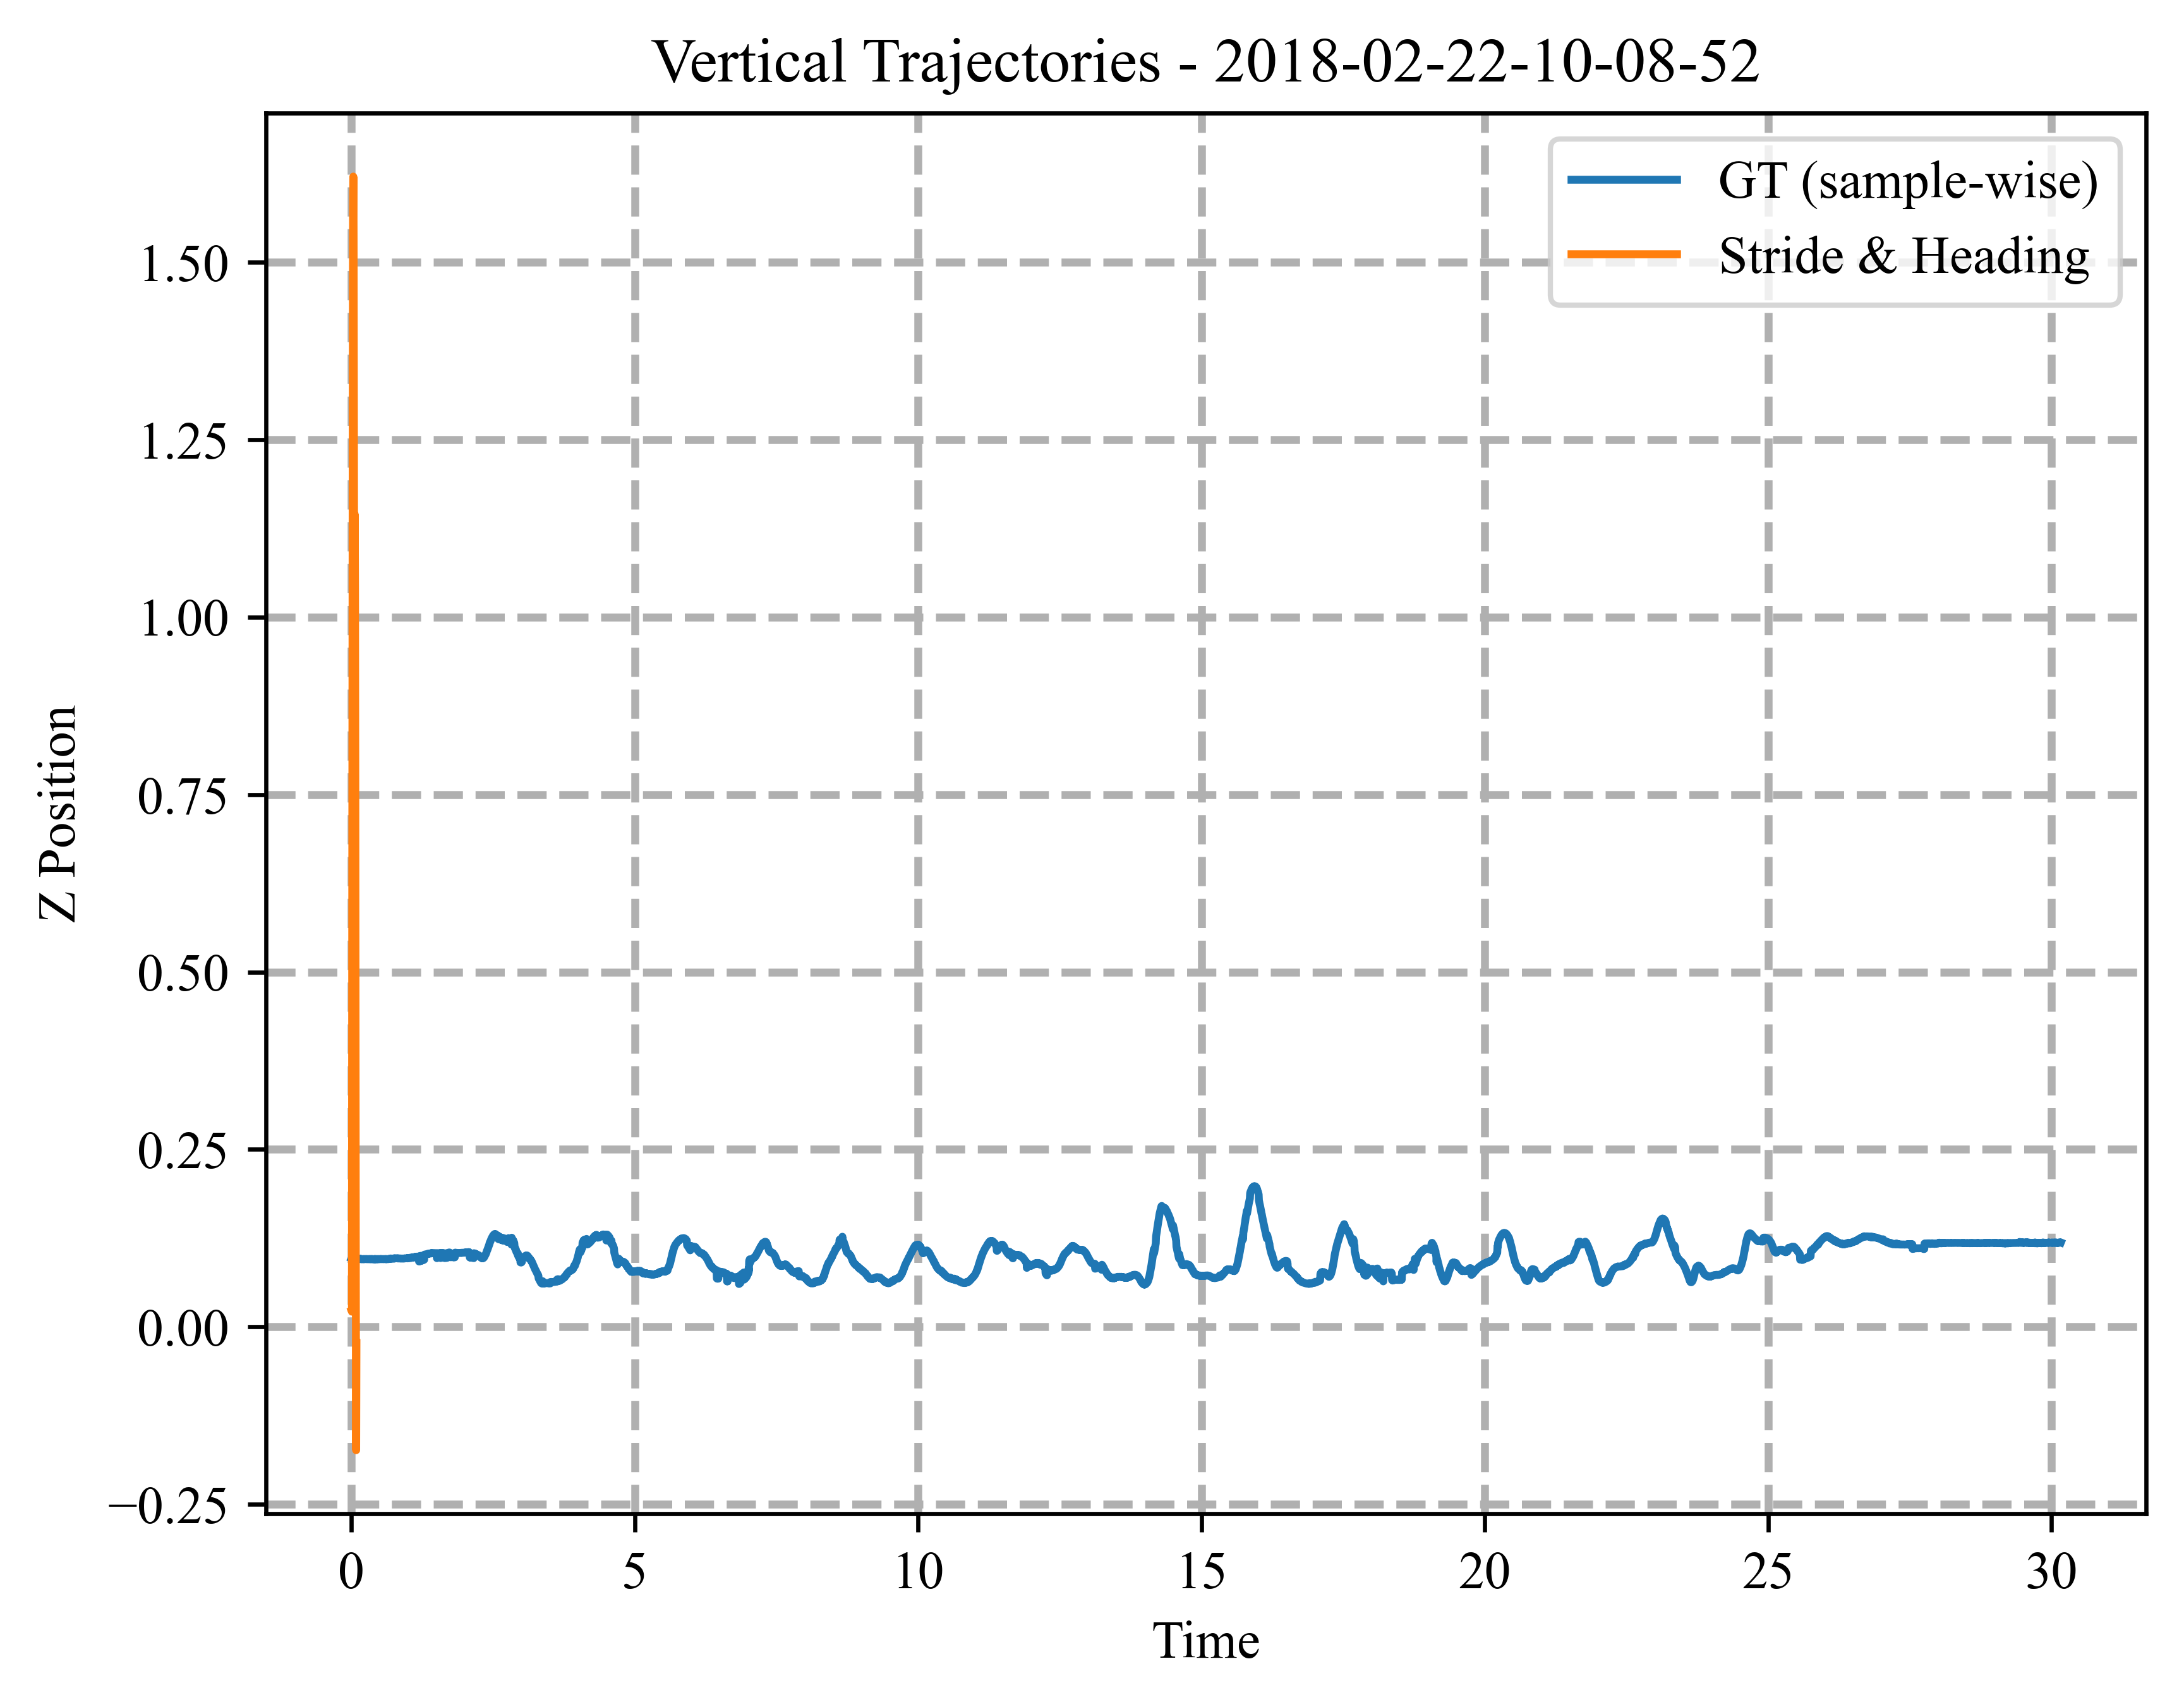 Vertical Trajectories - 2018-02-22-10-08-52
GT (sample-wise)
Stride & Heading
1.50
1.25
1.00
0.75
0.50
0.25
0.00
−0.25
Z Position
0 5 10 15 20 25 30
Time